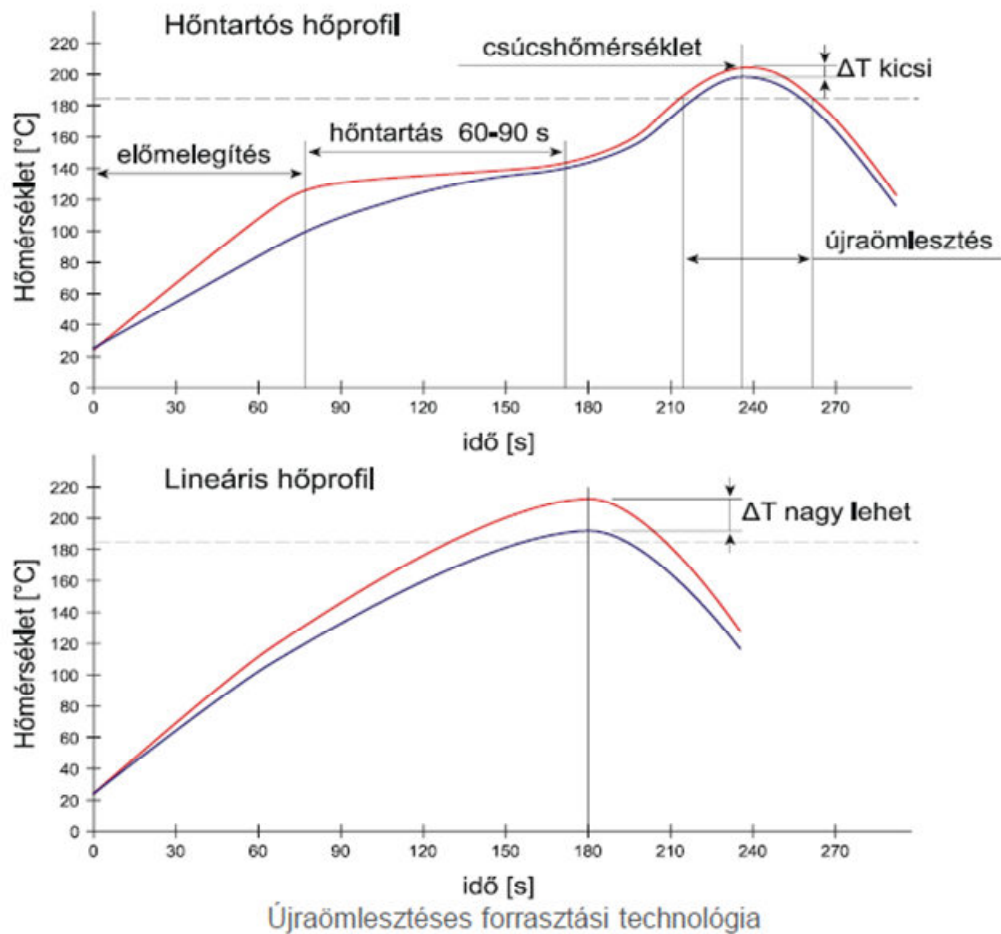 Hőntartós hőprofil
csúcshőmérséklet
ΔT kicsi
hőntartás 60-90 s
előmelegítés
újraömlesztés
Hőmérséklet [°C]
220
200
180
160
140
120
100
80
60
40
20
0
0 30 60 90 120 150 180 210 240 270
idő [s]
Lineáris hőprofil
ΔT nagy lehet
Hőmérséklet [°C]
220
200
180
160
140
120
100
80
60
40
20
0
0 30 60 90 120 150 180 210 240 270
idő [s]
Újraömlesztéses forrasztási technológia